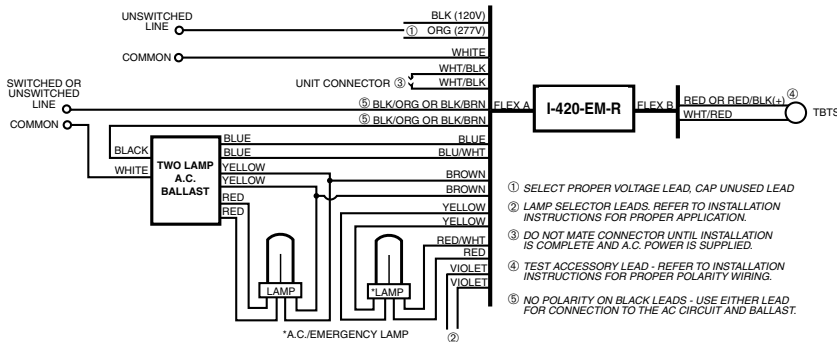 UNSWITCHED
LINE
BLK (120V)
① ORG (277V)
COMMON
WHITE
WHT/BLK
UNIT CONNECTOR ③
WHT/BLK
SWITCHED OR
UNSWITCHED
LINE
⑤ BLK/ORG OR BLK/BRN
FLEX A
I-420-EM-R
FLEX B
RED OR RED/BLK(+) ④
WHT/RED
TBTS
COMMON
⑤ BLK/ORG OR BLK/BRN
BLACK
WHITE
TWO LAMP
A.C.
BALLAST
BLUE
BLUE
YELLOW
YELLOW
RED
RED
BLUE
BLU/WHT
BROWN
BROWN
YELLOW
YELLOW
RED/WHT
RED
VIOLET
VIOLET
②
LAMP
*LAMP
*A.C./EMERGENCY LAMP
① SELECT PROPER VOLTAGE LEAD, CAP UNUSED LEAD
② LAMP SELECTOR LEADS. REFER TO INSTALLATION
INSTRUCTIONS FOR PROPER APPLICATION.
③ DO NOT MATE CONNECTOR UNTIL INSTALLATION
IS COMPLETE AND A.C. POWER IS SUPPLIED.
④ TEST ACCESSORY LEAD - REFER TO INSTALLATION
INSTRUCTIONS FOR PROPER POLARITY WIRING.
⑤ NO POLARITY ON BLACK LEADS - USE EITHER LEAD
FOR CONNECTION TO THE AC CIRCUIT AND BALLAST.